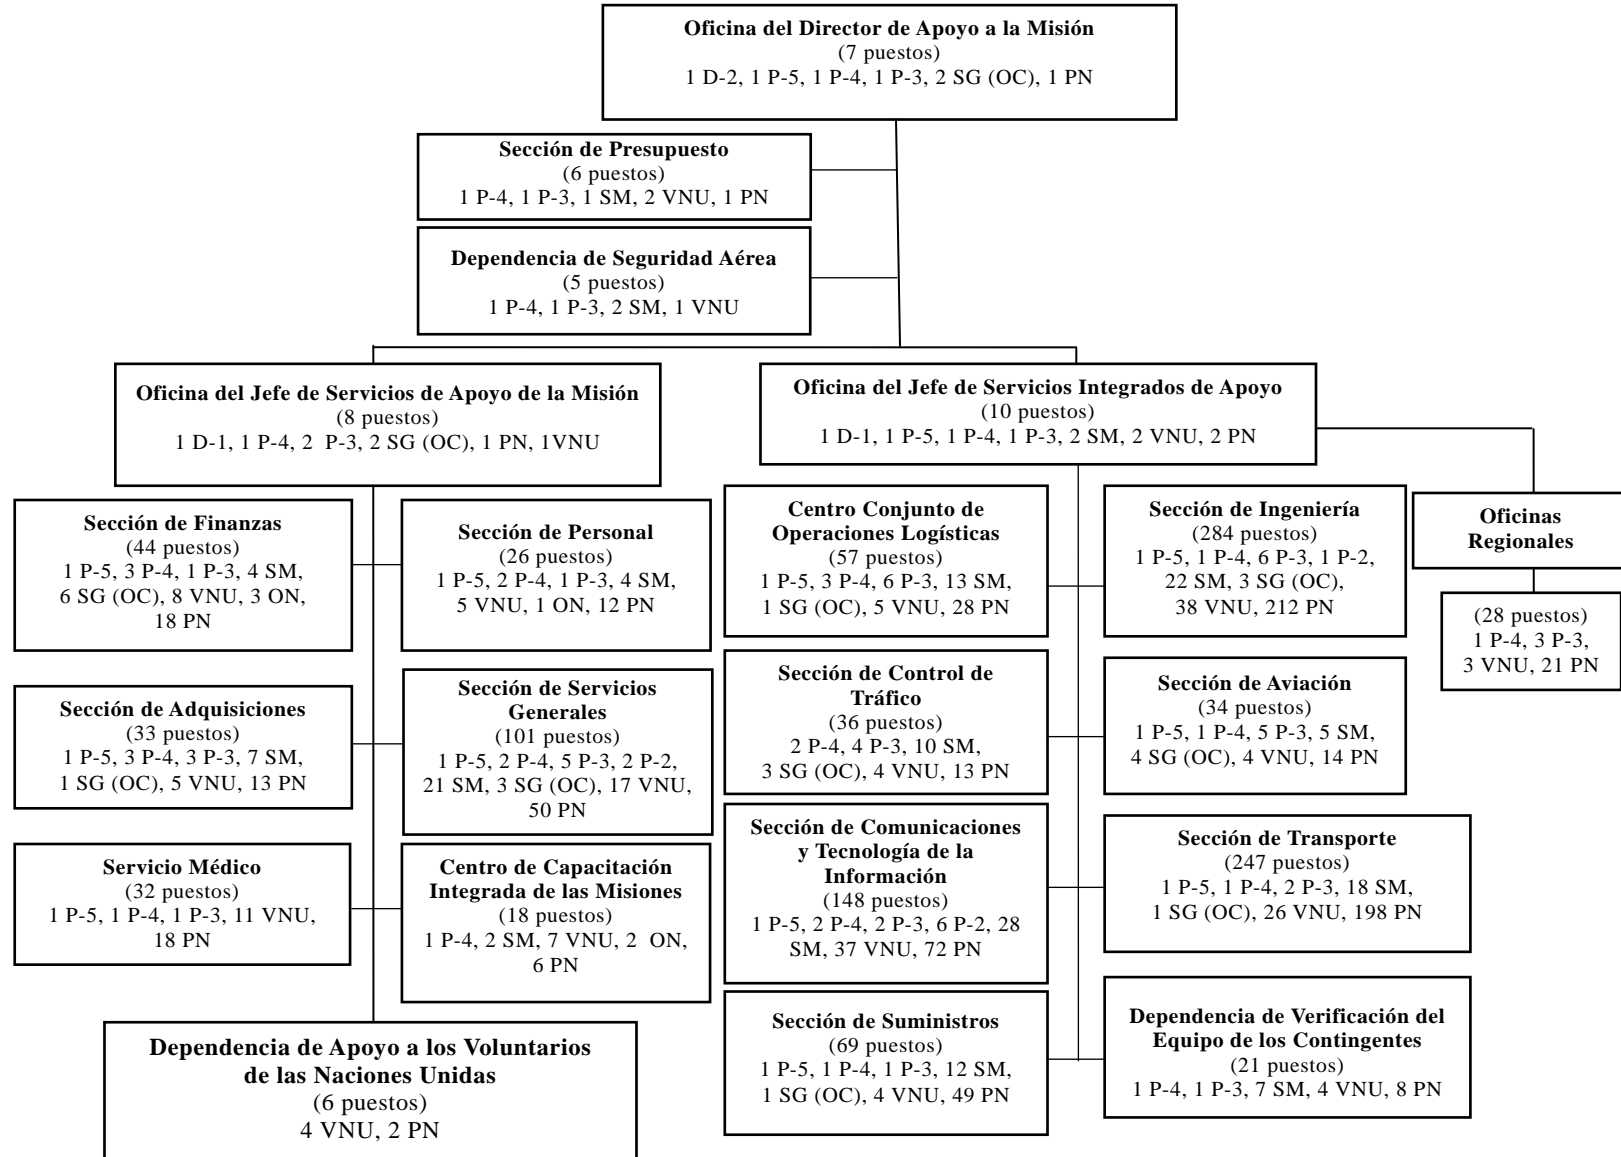 Oficina del Director de Apoyo a la Misión
(7 puestos)
1 D-2, 1 P-5, 1 P-4, 1 P-3, 2 SG (OC), 1 PN
Sección de Presupuesto
(6 puestos)
1 P-4, 1 P-3, 1 SM, 2 VNU, 1 PN
Dependencia de Seguridad Aérea
(5 puestos)
1 P-4, 1 P-3, 2 SM, 1 VNU
Oficina del Jefe de Servicios de Apoyo de la Misión
(8 puestos)
1 D-1, 1 P-4, 2 P-3, 2 SG (OC), 1 PN, 1VNU
Oficina del Jefe de Servicios Integrados de Apoyo
(10 puestos)
1 D-1, 1 P-5, 1 P-4, 1 P-3, 2 SM, 2 VNU, 2 PN
Sección de Finanzas
(44 puestos)
1 P-5, 3 P-4, 1 P-3, 4 SM,
6 SG (OC), 8 VNU, 3 ON,
18 PN
Sección de Personal
(26 puestos)
1 P-5, 2 P-4, 1 P-3, 4 SM,
5 VNU, 1 ON, 12 PN
Centro Conjunto de
Operaciones Logísticas
(57 puestos)
1 P-5, 3 P-4, 6 P-3, 13 SM,
1 SG (OC), 5 VNU, 28 PN
Sección de Ingeniería
(284 puestos)
1 P-5, 1 P-4, 6 P-3, 1 P-2,
22 SM, 3 SG (OC),
38 VNU, 212 PN
Oficinas
Regionales
(28 puestos)
1 P-4, 3 P-3,
3 VNU, 21 PN
Sección de Adquisiciones
(33 puestos)
1 P-5, 3 P-4, 3 P-3, 7 SM,
1 SG (OC), 5 VNU, 13 PN
Sección de Servicios
Generales
(101 puestos)
1 P-5, 2 P-4, 5 P-3, 2 P-2,
21 SM, 3 SG (OC), 17 VNU,
50 PN
Sección de Control de
Tráfico
(36 puestos)
2 P-4, 4 P-3, 10 SM,
3 SG (OC), 4 VNU, 13 PN
Sección de Aviación
(34 puestos)
1 P-5, 1 P-4, 5 P-3, 5 SM,
4 SG (OC), 4 VNU, 14 PN
Servicio Médico
(32 puestos)
1 P-5, 1 P-4, 1 P-3, 11 VNU,
18 PN
Centro de Capacitación
Integrada de las Misiones
(18 puestos)
1 P-4, 2 SM, 7 VNU, 2 ON,
6 PN
Sección de Comunicaciones
y Tecnología de la
Información
(148 puestos)
1 P-5, 2 P-4, 2 P-3, 6 P-2, 28
SM, 37 VNU, 72 PN
Sección de Transporte
(247 puestos)
1 P-5, 1 P-4, 2 P-3, 18 SM,
1 SG (OC), 26 VNU, 198 PN
Dependencia de Apoyo a los Voluntarios
de las Naciones Unidas
(6 puestos)
4 VNU, 2 PN
Sección de Suministros
(69 puestos)
1 P-5, 1 P-4, 1 P-3, 12 SM,
1 SG (OC), 4 VNU, 49 PN
Dependencia de Verificación del
Equipo de los Contingentes
(21 puestos)
1 P-4, 1 P-3, 7 SM, 4 VNU, 8 PN